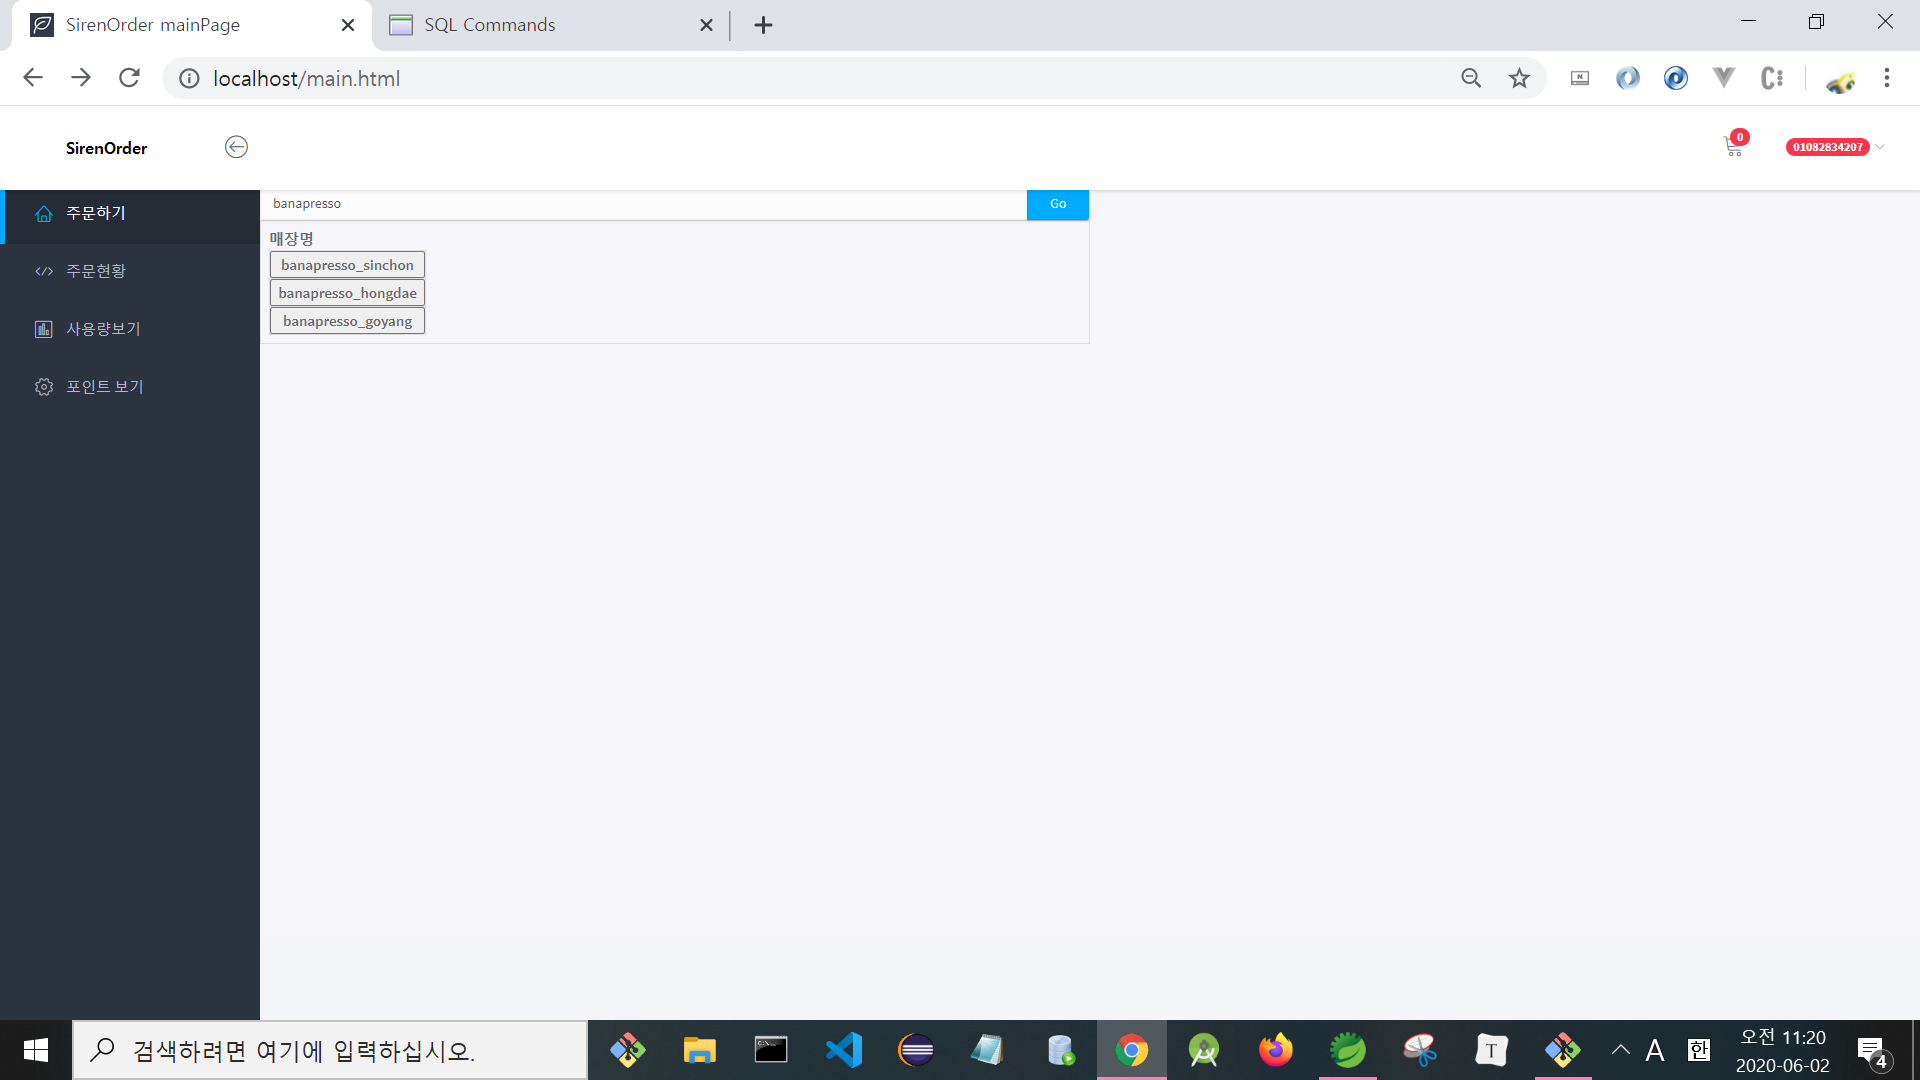 SirenOrder mainPage
SQL Commands
localhost/main.html
SirenOrder
0
01082834207
주문하기
주문현황
사용량보기
포인트 보기
banapresso
Go
매장명
banapresso_sinchon
banapresso_hongdae
banapresso_goyang
검색하려면 여기에 입력하십시오.
T
A
한
오전 11:20
2020-06-02
4